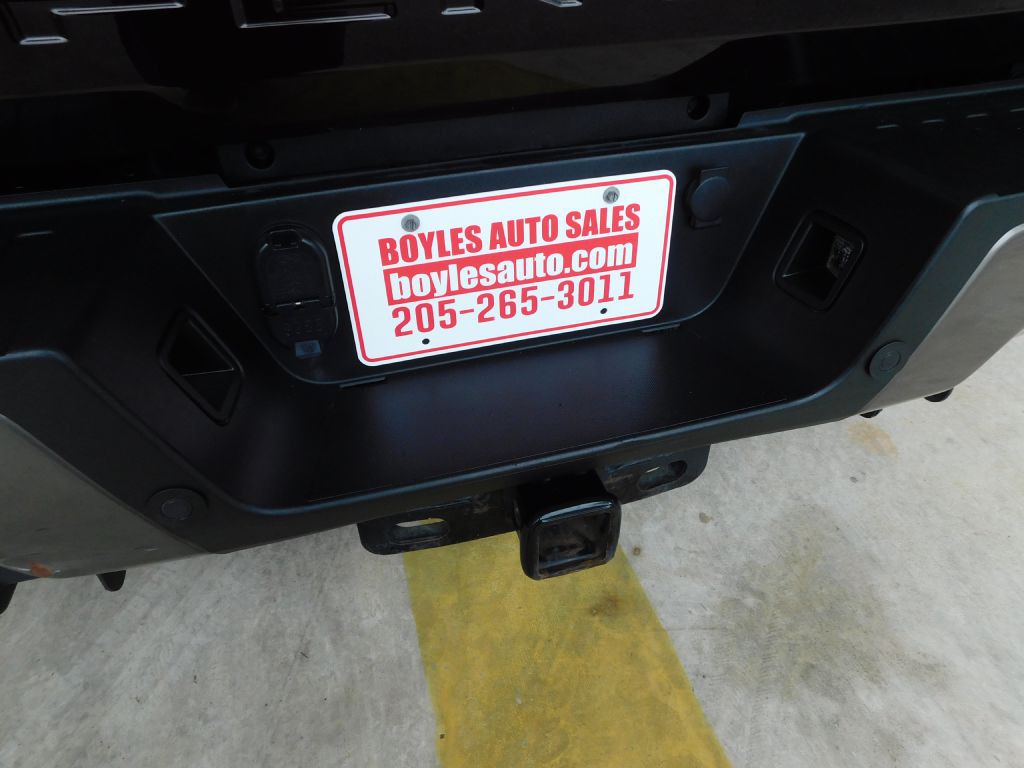 BOYLES AUTO SALES
boylesauto.com
205-265-3011